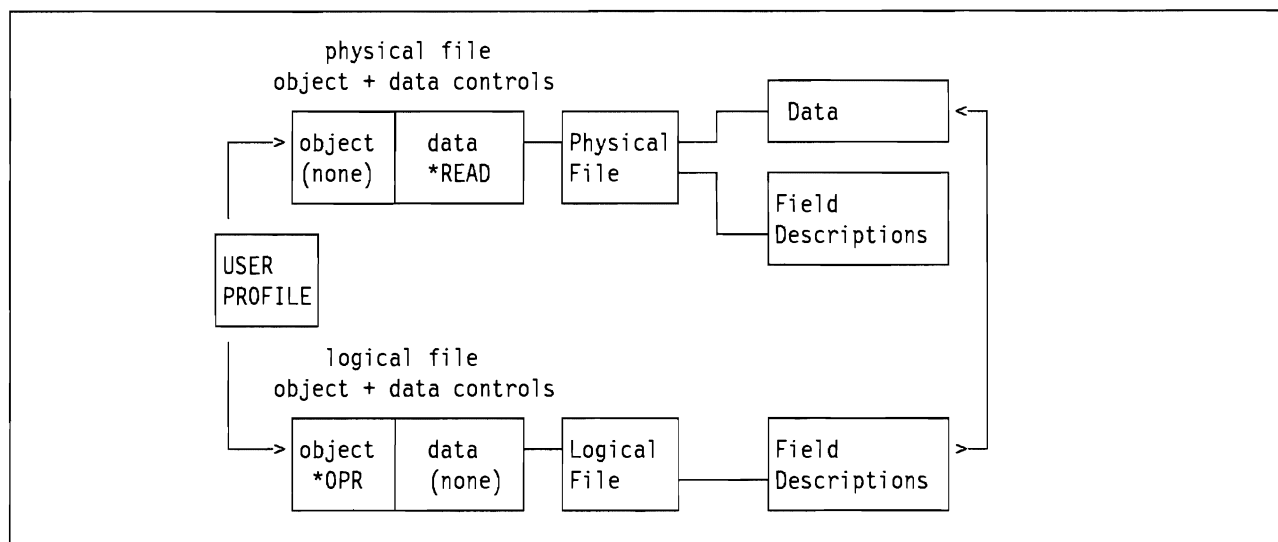 physical file
object + data controls
object
(none)
data
*READ
Physical
File
Data
Field
Descriptions
USER
PROFILE
logical file
object + data controls
object
*OPR
data
(none)
Logical
File
Field
Descriptions